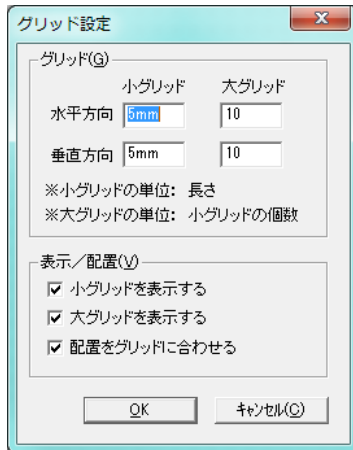 グリッド設定
グリッド(G)
小グリッド 大グリッド
水平方向 5mm 10
垂直方向 5mm 10
※小グリッドの単位: 長さ
※大グリッドの単位: 小グリッドの個数
表示／配置(V)
小グリッドを表示する
大グリッドを表示する
配置をグリッドに合わせる
OK キャンセル(C)